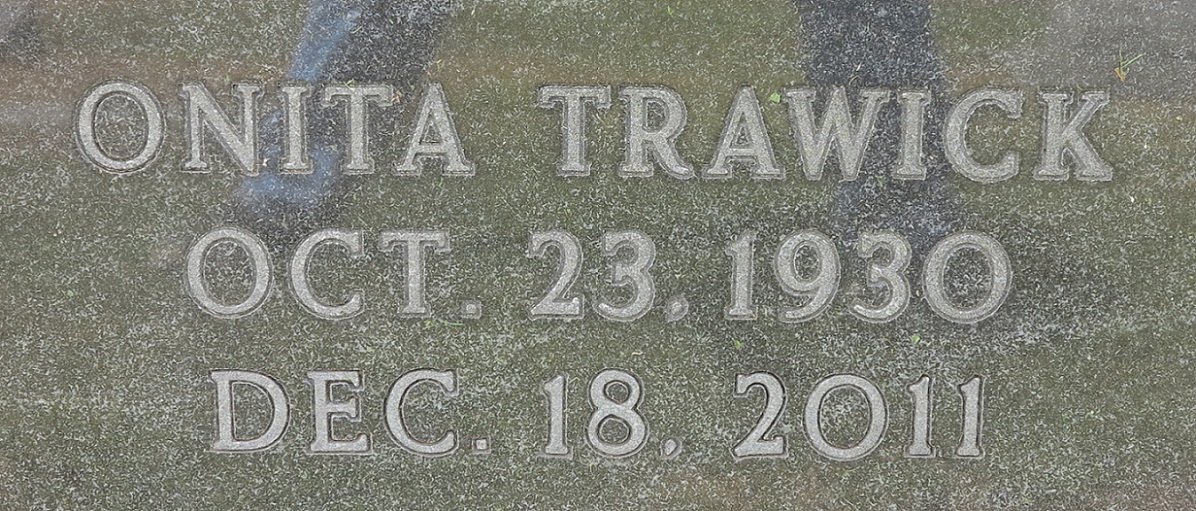 ONITA TRAWICK
OCT. 23, 1930
DEC. 18, 2011